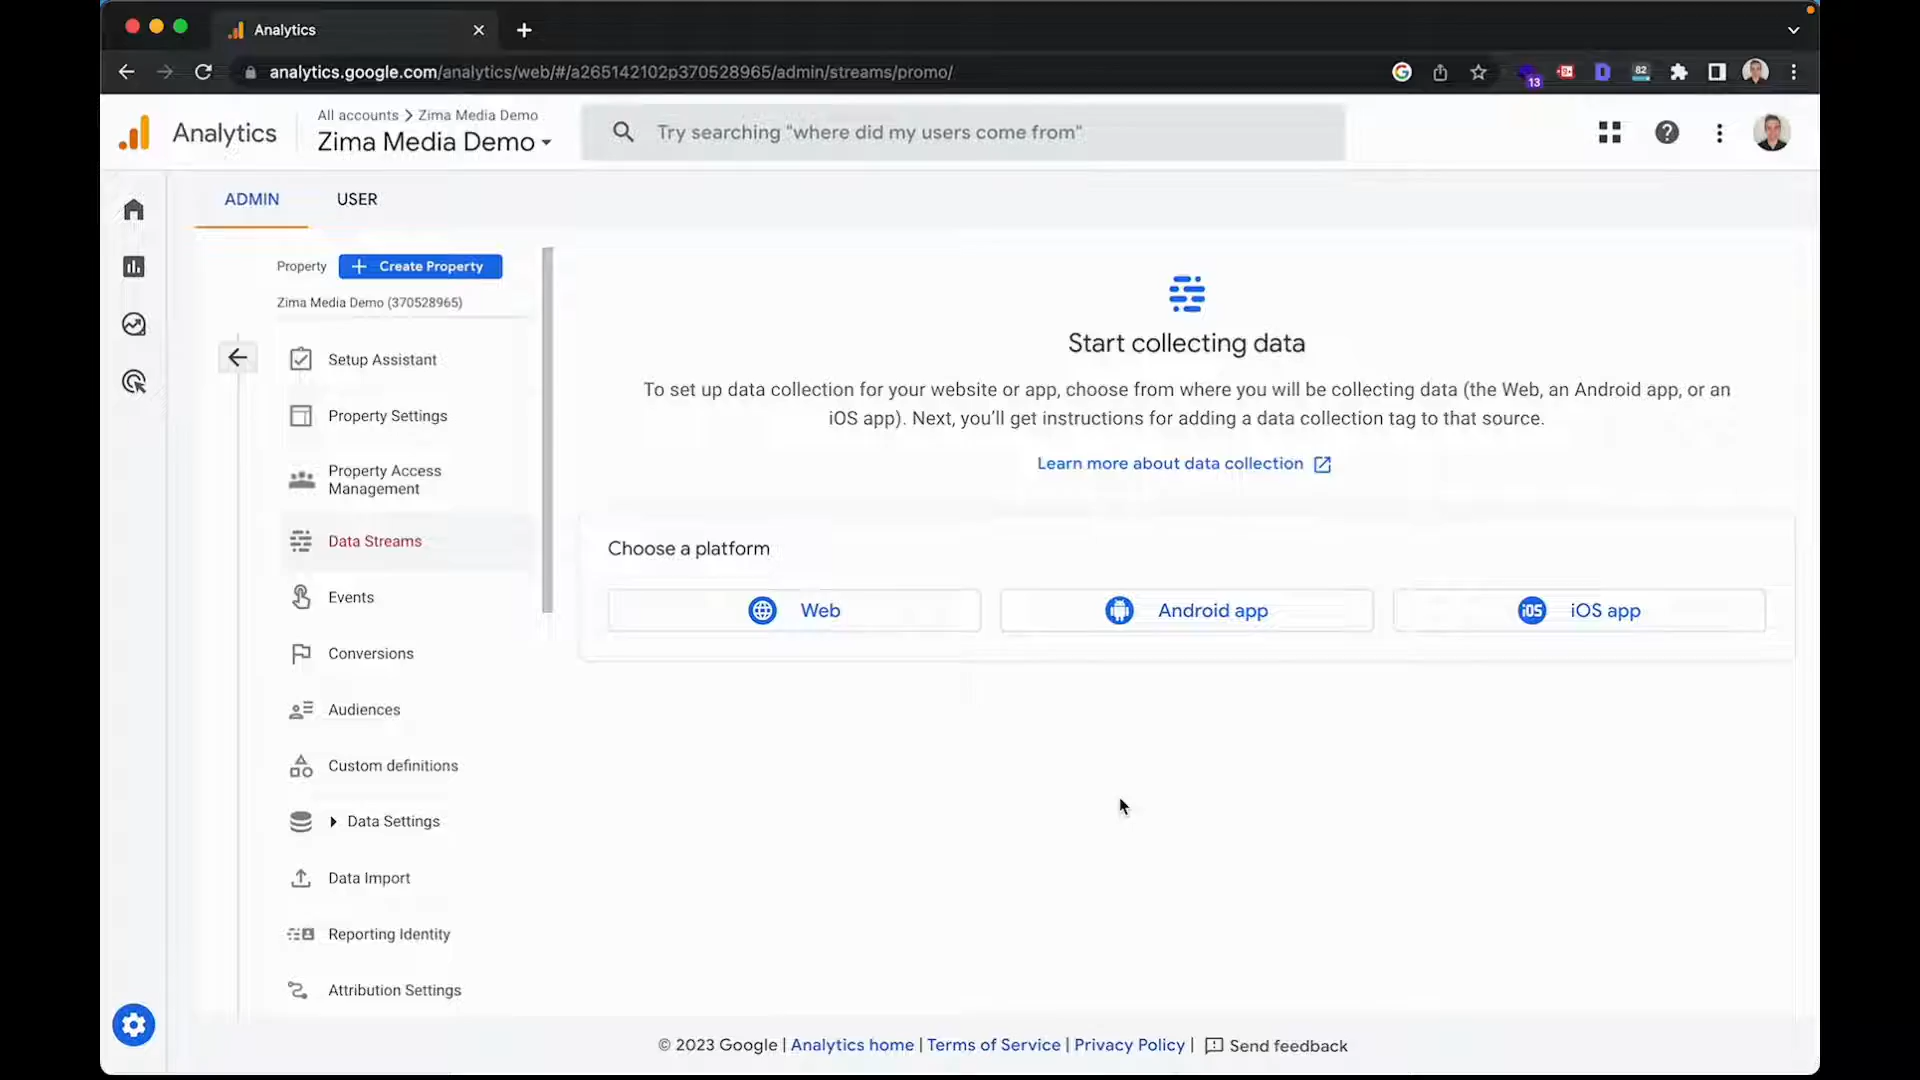 Analytics
analytics.google.com/analytics/web/#/a265142102p370528965/admin/streams/promo/
13
82
Analytics
All accounts > Zima Media Demo
Zima Media Demo
Try searching "where did my users come from"
ADMIN
USER
Property
+ Create Property
Zima Media Demo (370528965)
Setup Assistant
Property Settings
Property Access
Management
Data Streams
Events
Conversions
Audiences
Custom definitions
Data Settings
Data Import
Reporting Identity
Attribution Settings
Start collecting data
To set up data collection for your website or app, choose from where you will be collecting data (the Web, an Android app, or an
iOS app). Next, you'll get instructions for adding a data collection tag to that source.
Learn more about data collection
Choose a platform
Web
Android app
iOS iOS app
© 2023 Google | Analytics home | Terms of Service | Privacy Policy | Send feedback